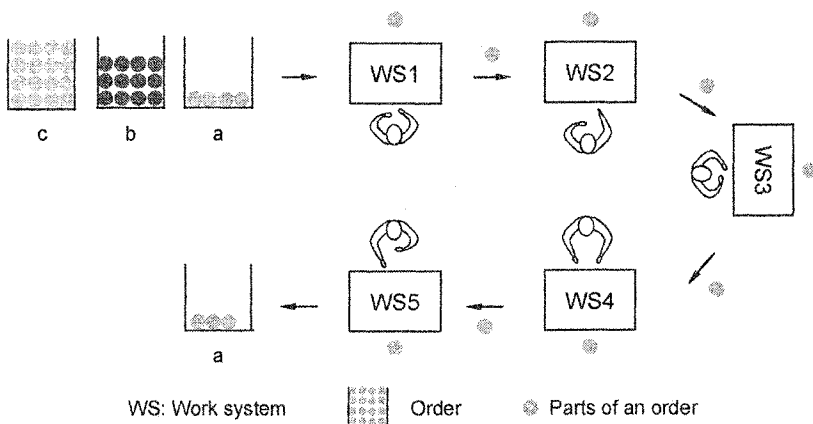 WS1
WS2
c b a
WS3
WS5
WS4
a
WS: Work system Order Parts of an order